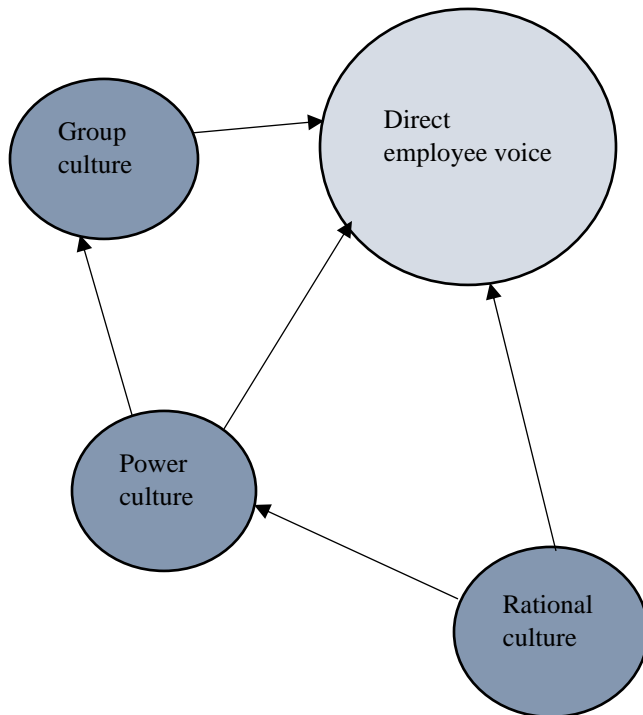 Group
culture
Direct
employee voice
Power
culture
Rational
culture